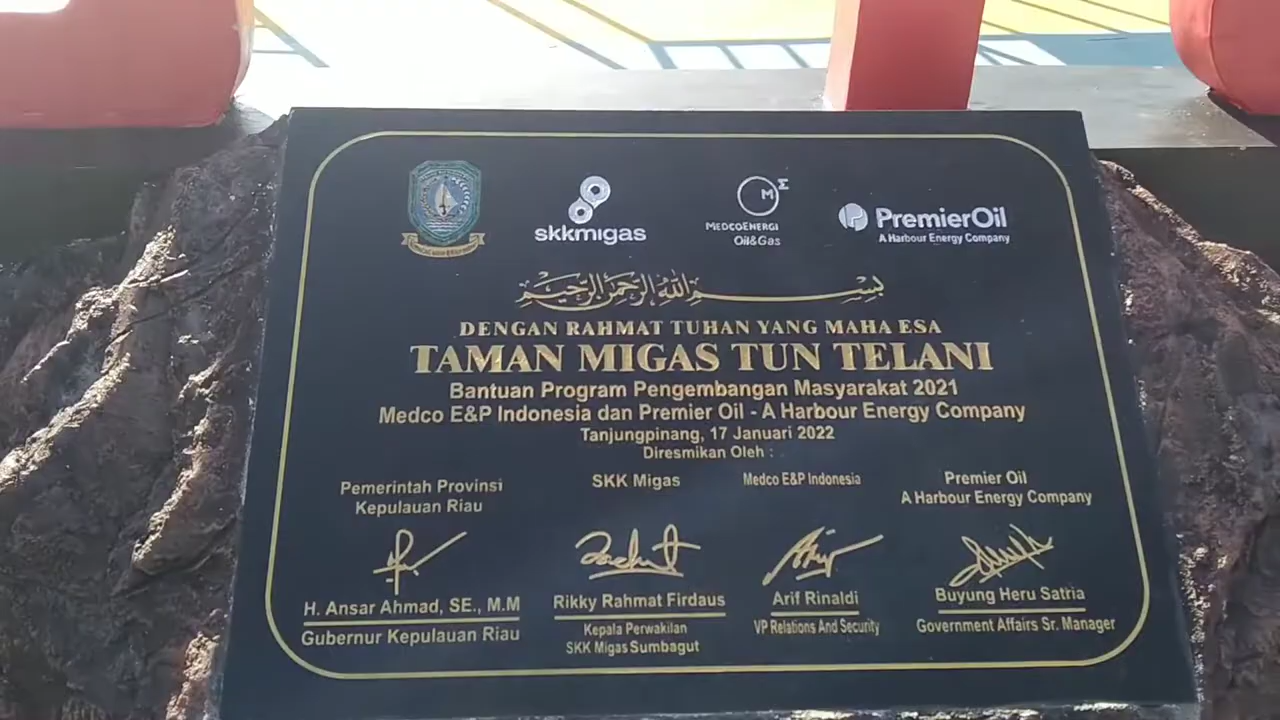 skkmigas
MEDCOENERGI
Oil&Gas
PremierOil
A Harbour Energy Company
بسم الله الرحمن الرحيم
DENGAN RAHMAT TUHAN YANG MAHA ESA
TAMAN MIGAS TUN TELANI
Bantuan Program Pengembangan Masyarakat 2021
Medco E&P Indonesia dan Premier Oil - A Harbour Energy Company
Tanjungpinang, 17 Januari 2022
Diresmikan Oleh :
Pemerintah Provinsi
Kepulauan Riau
H. Ansar Ahmad, SE., M.M
Gubernur Kepulauan Riau
SKK Migas
Rikky Rahmat Firdaus
Kepala Perwakilan
SKK Migas Sumbagut
Medco E&P Indonesia
Arif Rinaldi
VP Relations And Security
Premier Oil
A Harbour Energy Company
Buyung Heru Satria
Government Affairs Sr. Manager